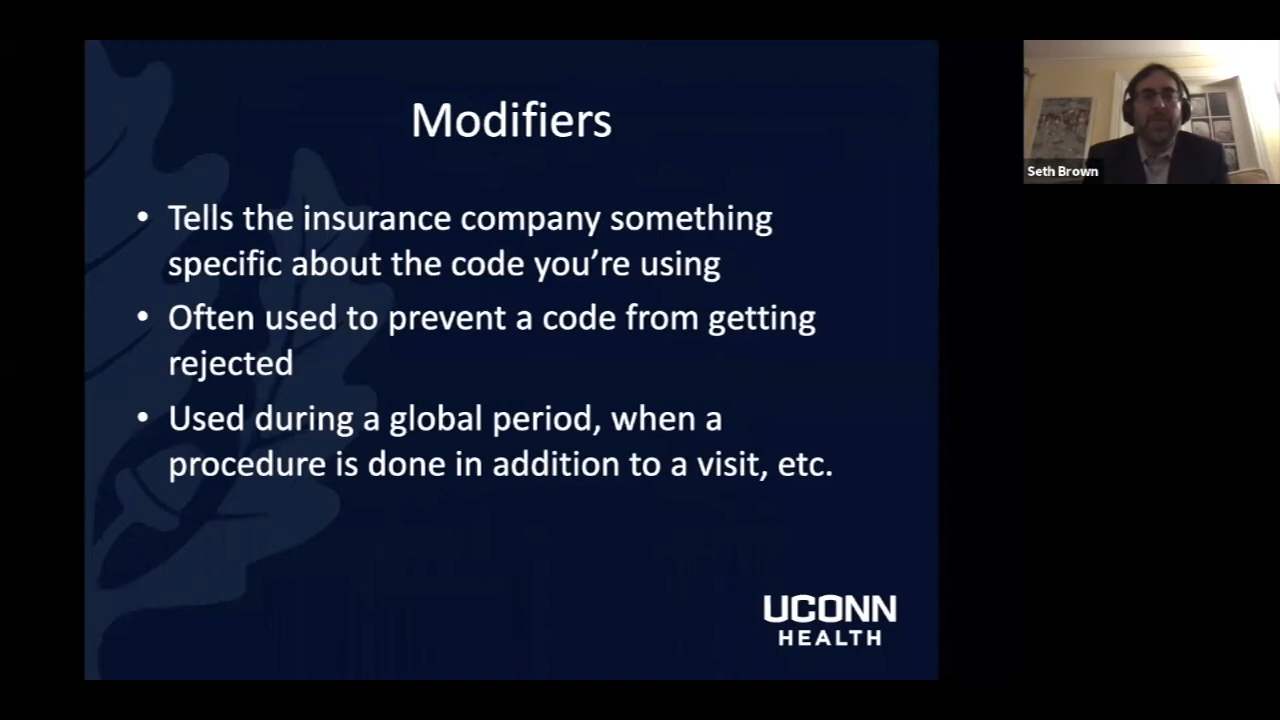 Modifiers
• Tells the insurance company something
specific about the code you’re using
• Often used to prevent a code from getting
rejected
• Used during a global period, when a
procedure is done in addition to a visit, etc.
UCONN
HEALTH
Seth Brown